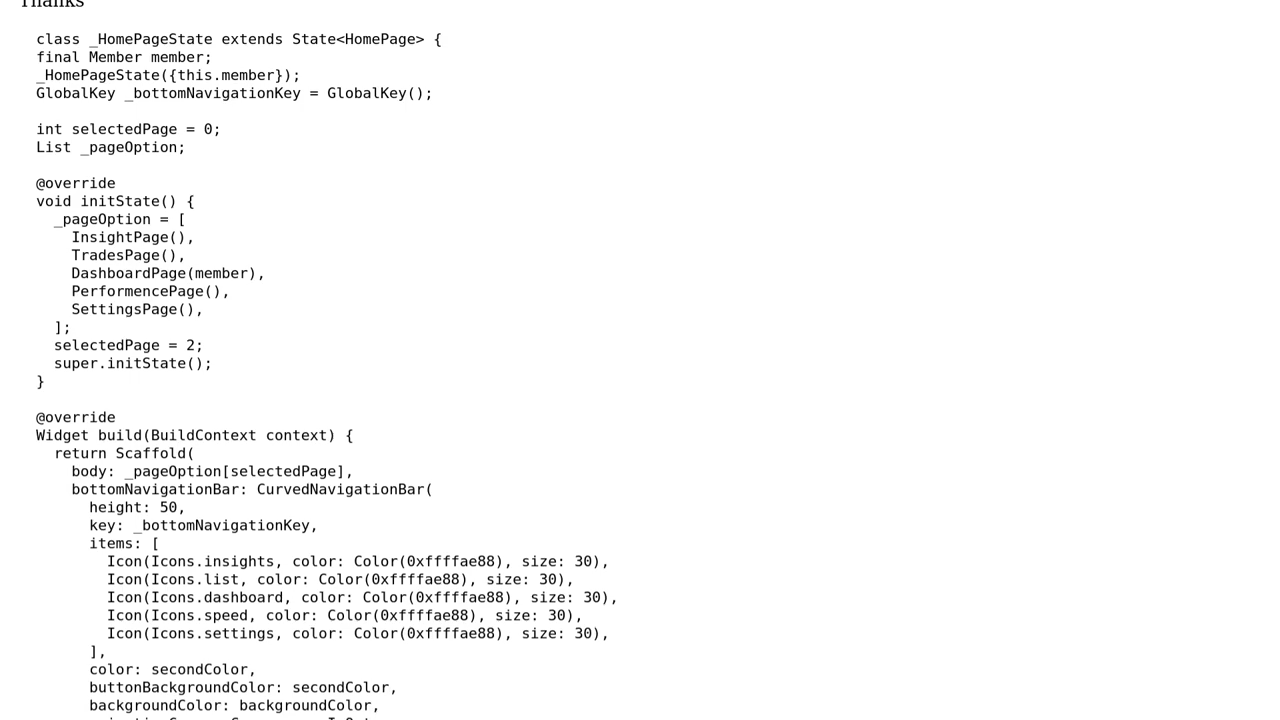 Thanks
class _HomePageState extends State<HomePage> {
final Member member;
_HomePageState({this.member});
GlobalKey _bottomNavigationKey = GlobalKey();

int selectedPage = 0;
List _pageOption;

@override
void initState() {
  _pageOption = [
    InsightPage(),
    TradesPage(),
    DashboardPage(member),
    PerformencePage(),
    SettingsPage(),
  ];
  selectedPage = 2;
  super.initState();
}

@override
Widget build(BuildContext context) {
  return Scaffold(
    body: _pageOption[selectedPage],
    bottomNavigationBar: CurvedNavigationBar(
      height: 50,
      key: _bottomNavigationKey,
      items: [
        Icon(Icons.insights, color: Color(0xffffae88), size: 30),
        Icon(Icons.list, color: Color(0xffffae88), size: 30),
        Icon(Icons.dashboard, color: Color(0xffffae88), size: 30),
        Icon(Icons.speed, color: Color(0xffffae88), size: 30),
        Icon(Icons.settings, color: Color(0xffffae88), size: 30),
      ],
      color: secondColor,
      buttonBackgroundColor: secondColor,
      backgroundColor: backgroundColor,